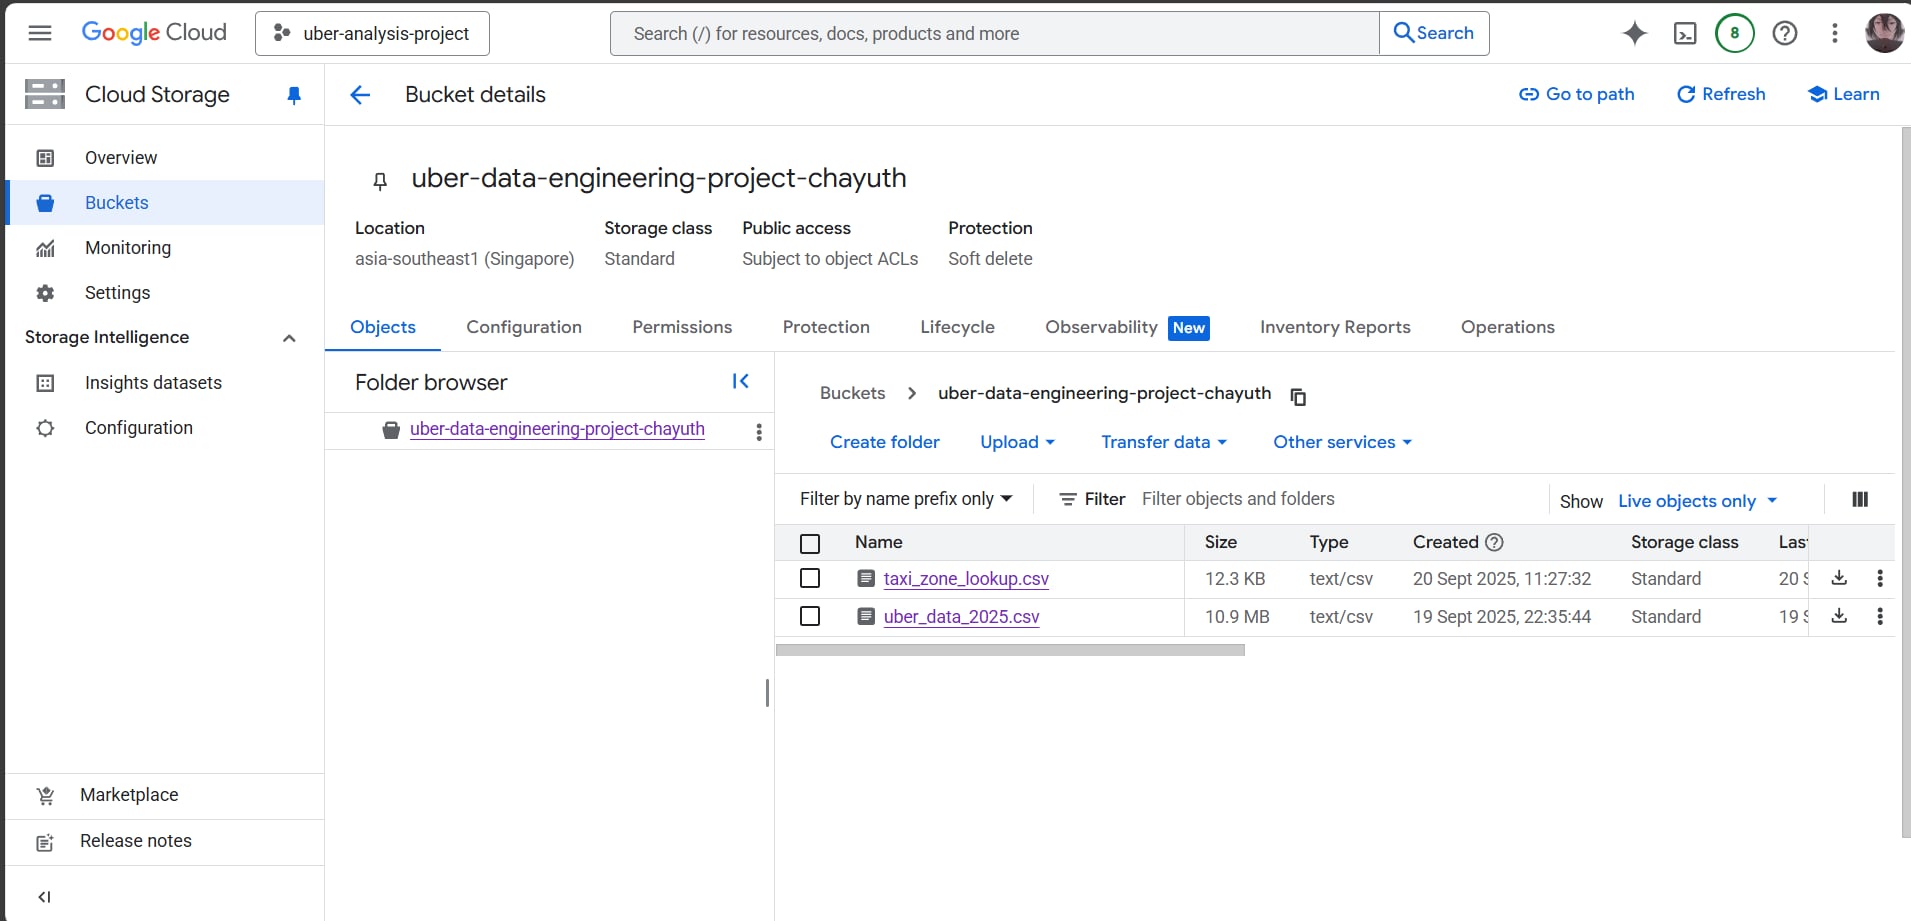 Google Cloud
uber-analysis-project
Search (/) for resources, docs, products and more
Search
8
Cloud Storage
Bucket details
Go to path
Refresh
Learn
Overview
Buckets
Monitoring
Settings
Storage Intelligence
Insights datasets
Configuration
Marketplace
Release notes
uber-data-engineering-project-chayuth
Location Storage class Public access Protection
asia-southeast1 (Singapore) Standard Subject to object ACLs Soft delete
Objects Configuration Permissions Protection Lifecycle Observability New Inventory Reports Operations
Folder browser
uber-data-engineering-project-chayuth
Buckets uber-data-engineering-project-chayuth
Create folder Upload Transfer data Other services
Filter by name prefix only Filter Filter objects and folders Show Live objects only
Name Size Type Created Storage class Las
taxi_zone_lookup.csv 12.3 KB text/csv 20 Sept 2025, 11:27:32 Standard 20 S
uber_data_2025.csv 10.9 MB text/csv 19 Sept 2025, 22:35:44 Standard 19 S